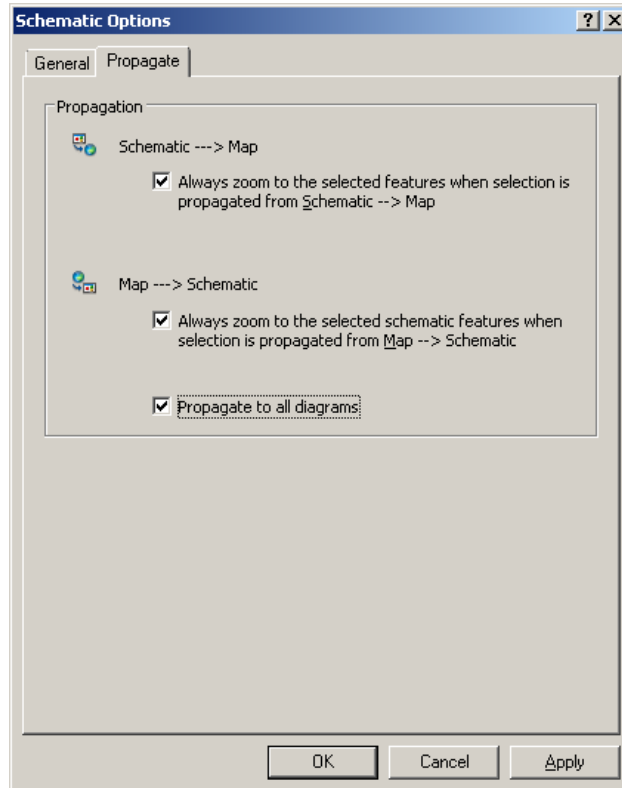 Schematic Options
General Propagate
Propagation
Schematic ---> Map
Always zoom to the selected features when selection is
propagated from Schematic --> Map
Map ---> Schematic
Always zoom to the selected schematic features when
selection is propagated from Map --> Schematic
Propagate to all diagrams
OK Cancel Apply